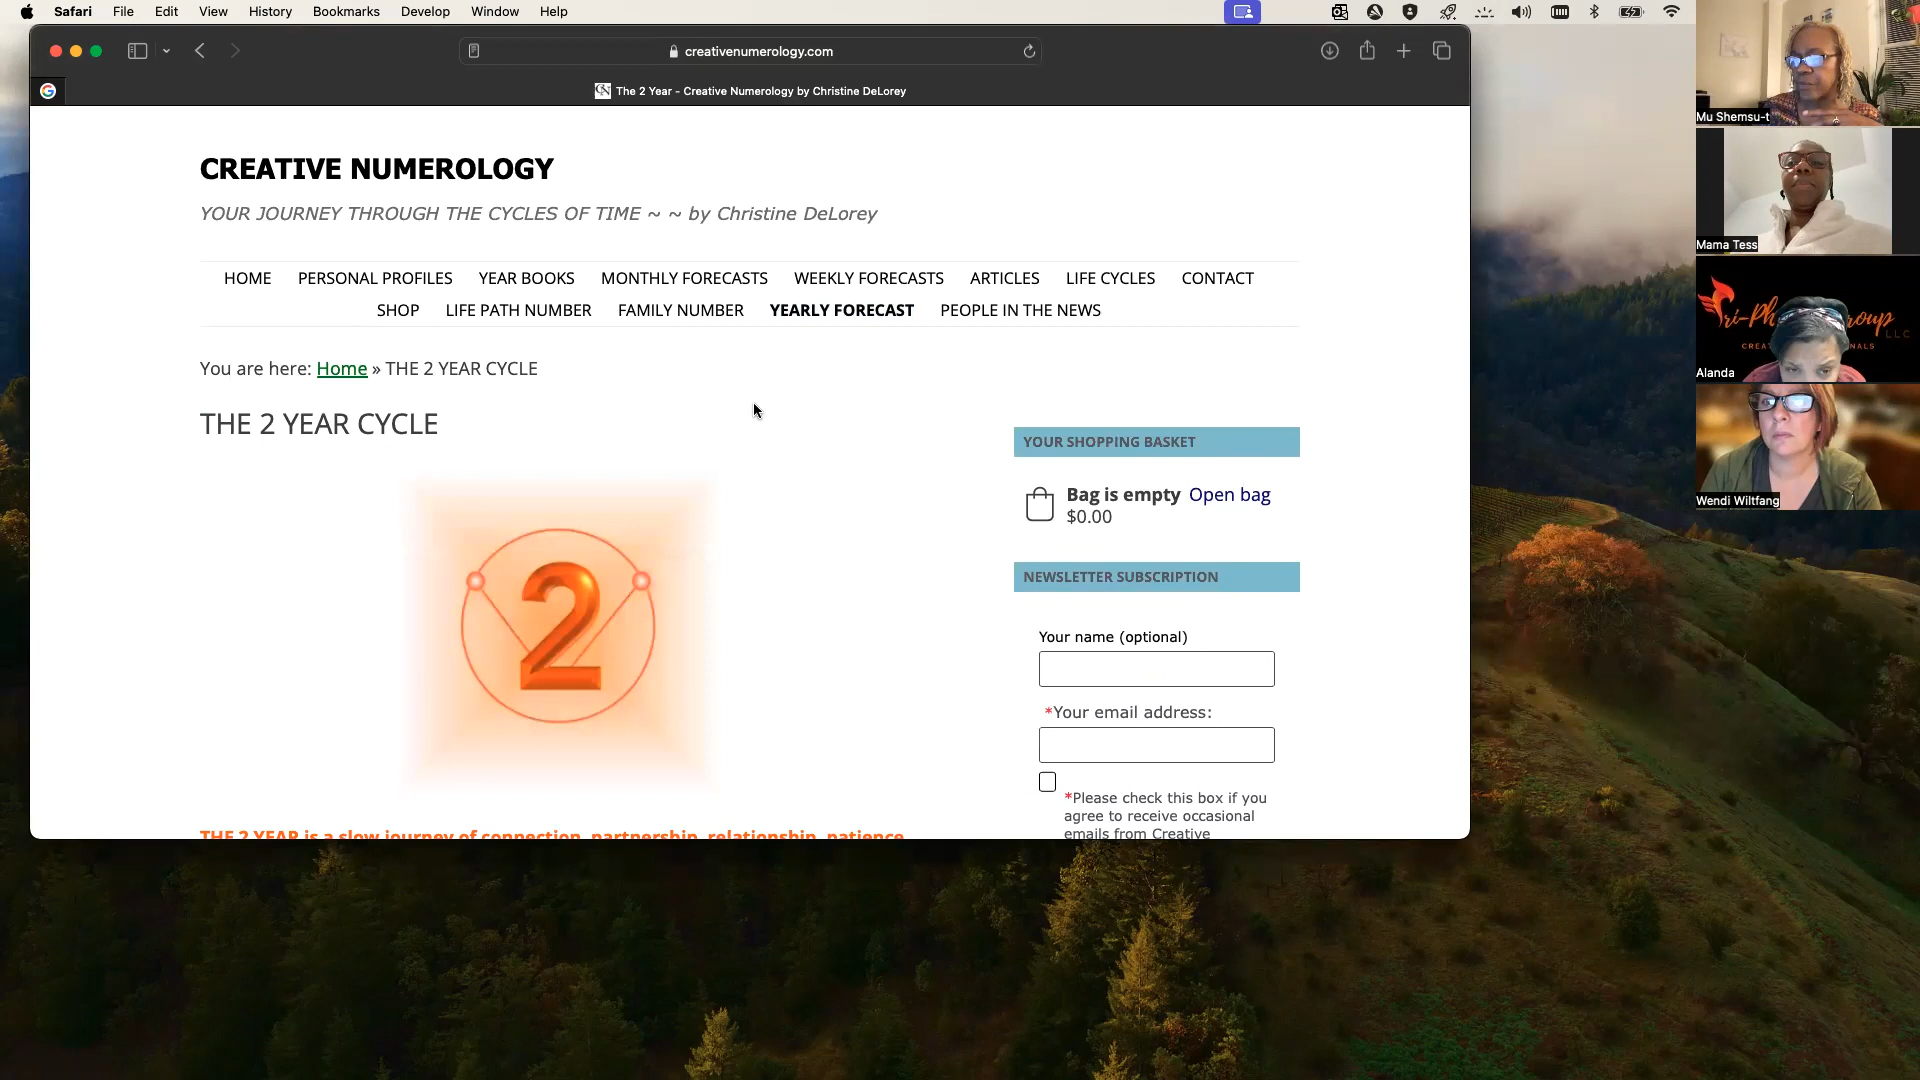 Safari File Edit View History Bookmarks Develop Window Help
creativenumerology.com
The 2 Year - Creative Numerology by Christine DeLorey
CREATIVE NUMEROLOGY
YOUR JOURNEY THROUGH THE CYCLES OF TIME ~ ~ by Christine DeLorey
HOME PERSONAL PROFILES YEAR BOOKS MONTHLY FORECASTS WEEKLY FORECASTS ARTICLES LIFE CYCLES CONTACT
SHOP LIFE PATH NUMBER FAMILY NUMBER YEARLY FORECAST PEOPLE IN THE NEWS
You are here: Home » THE 2 YEAR CYCLE
THE 2 YEAR CYCLE
2
THE 2 YEAR is a slow journey of connection, partnership, relationship, patience
YOUR SHOPPING BASKET
Bag is empty Open bag
$0.00
NEWSLETTER SUBSCRIPTION
Your name (optional)
*Your email address:
*Please check this box if you
agree to receive occasional
emails from Creative
Mu Shemsu-t
Mama Tess
LLC
Alanda
Wendi Wiltfang